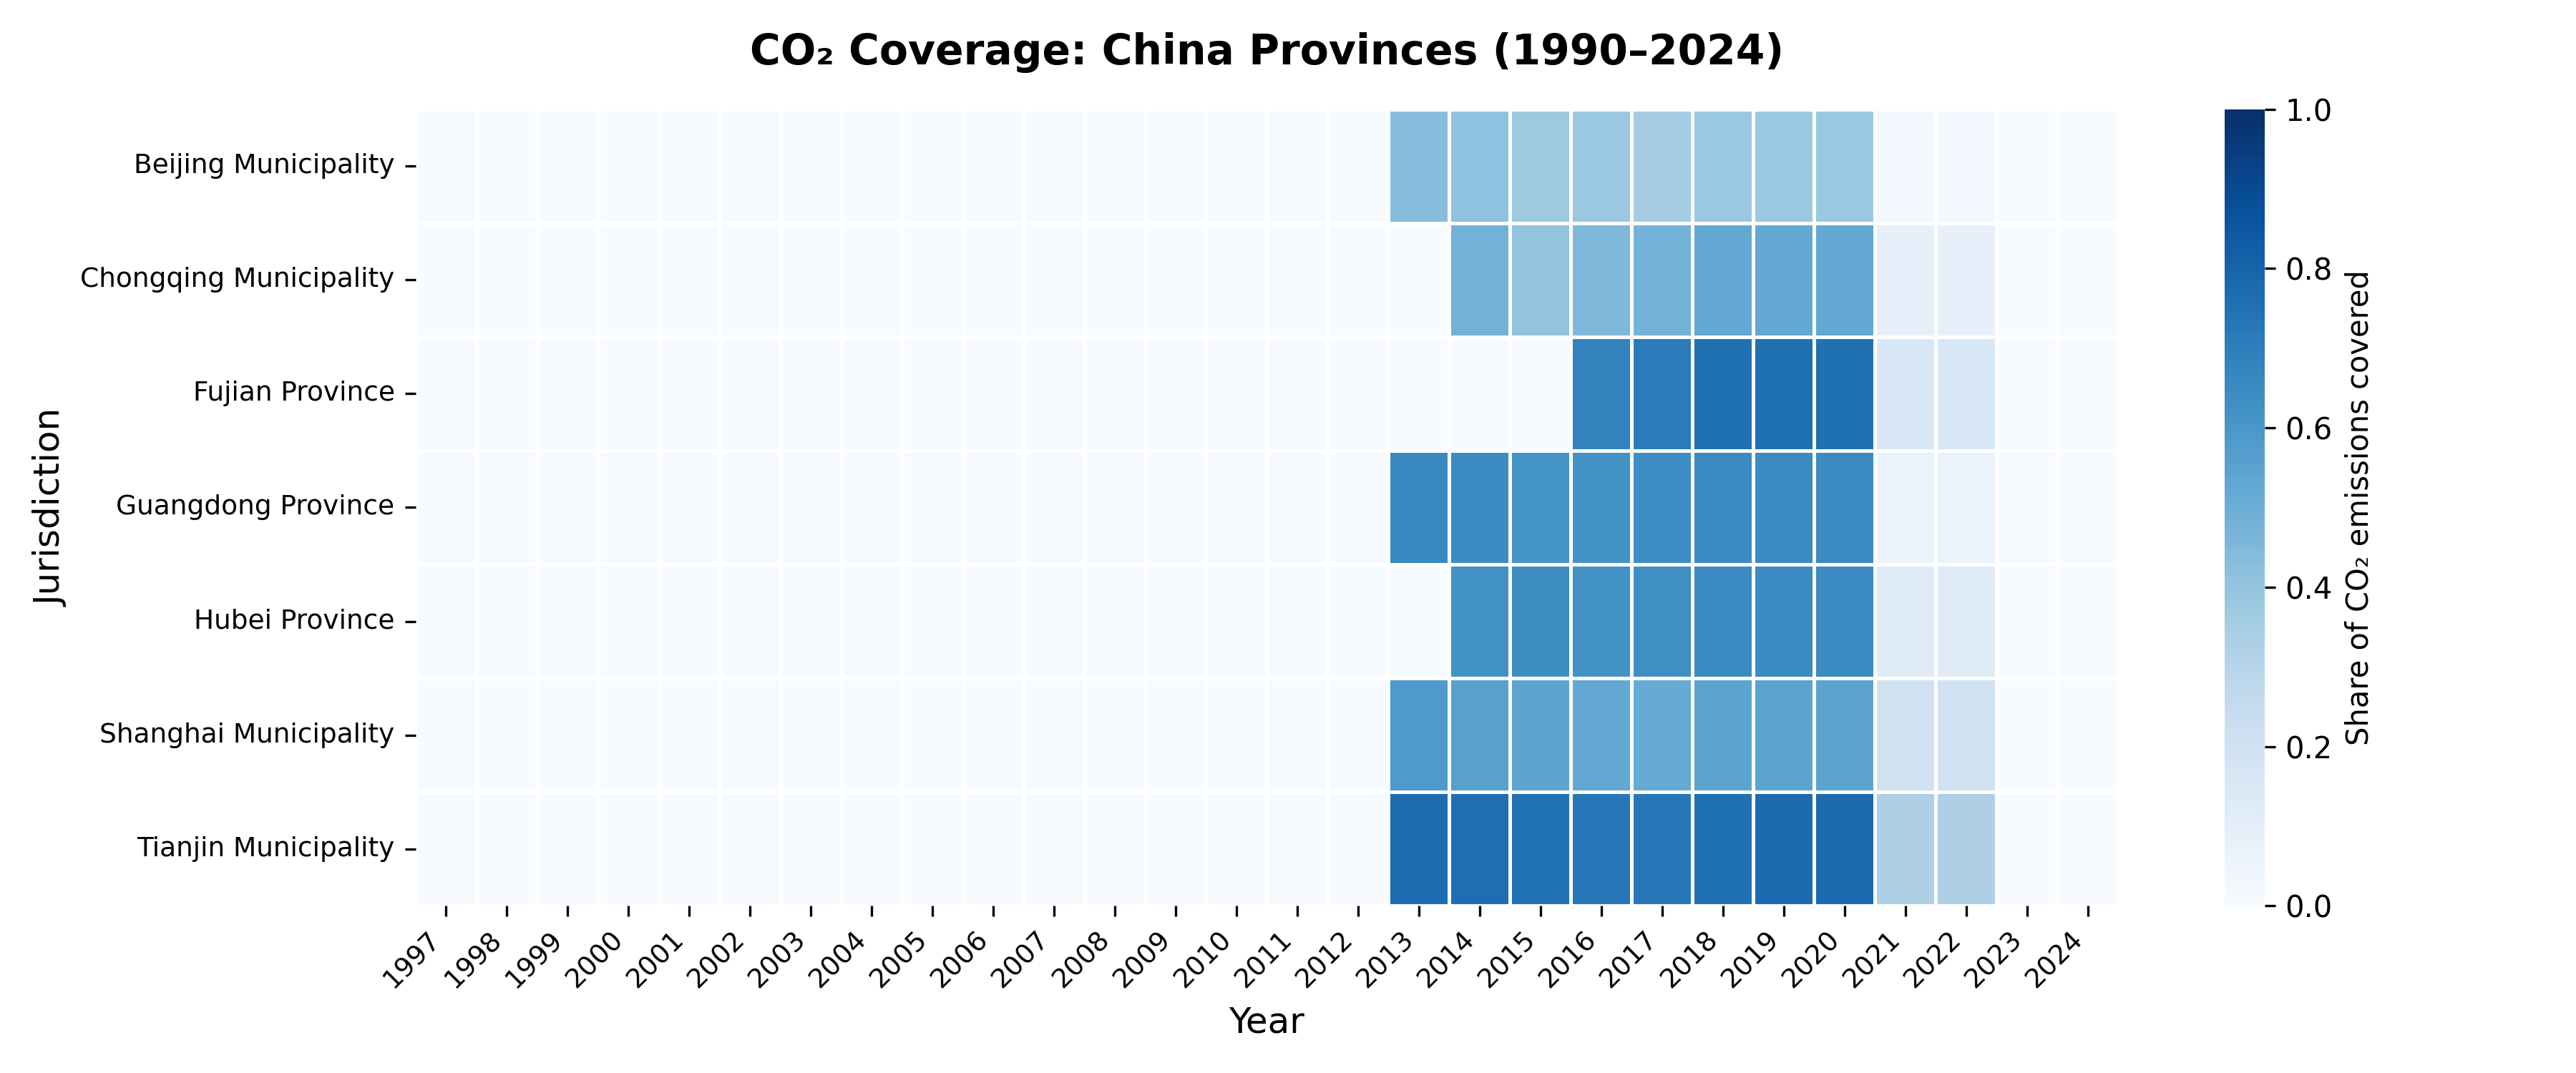 CO₂ Coverage: China Provinces (1990–2024)
Jurisdiction
Beijing Municipality
Chongqing Municipality
Fujian Province
Guangdong Province
Hubei Province
Shanghai Municipality
Tianjin Municipality
1997 1998 1999 2000 2001 2002 2003 2004 2005 2006 2007 2008 2009 2010 2011 2012 2013 2014 2015 2016 2017 2018 2019 2020 2021 2022 2023 2024
Year
1.0
0.8
0.6
0.4
0.2
0.0
Share of CO₂ emissions covered